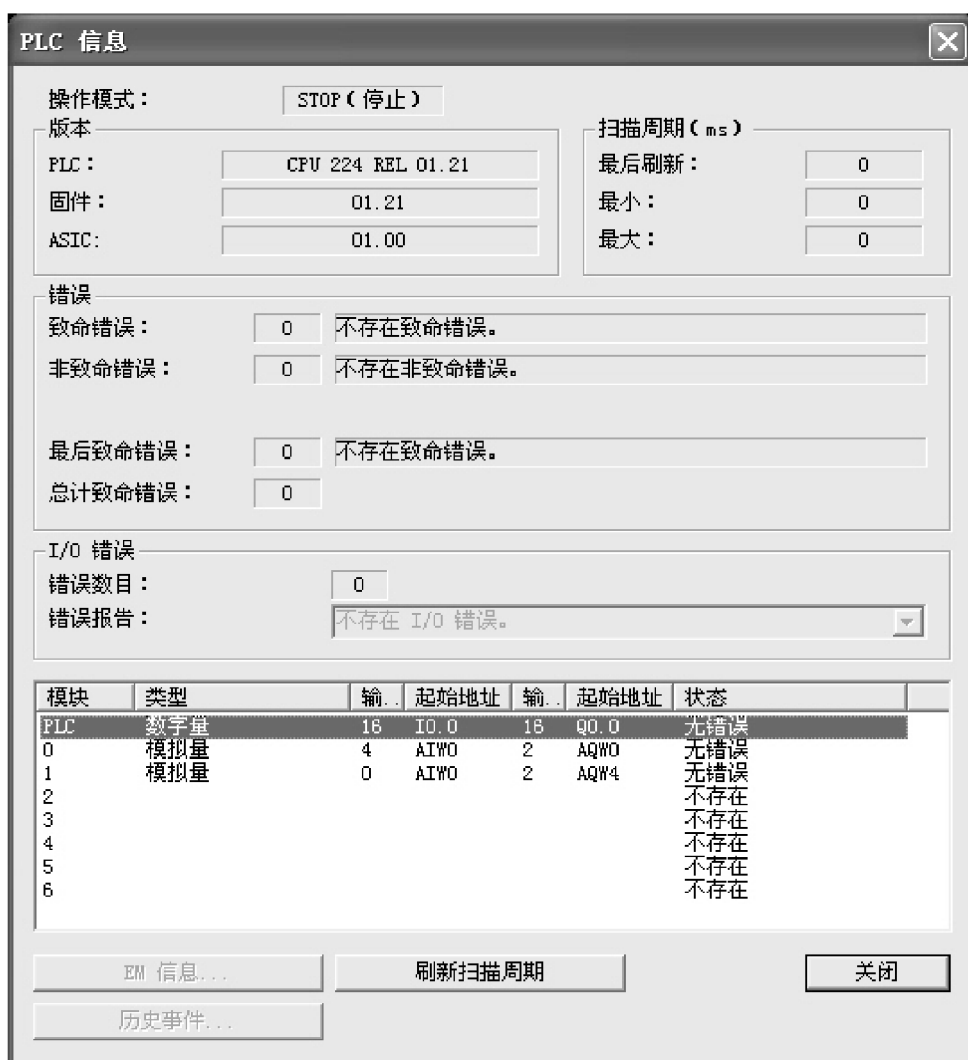 PLC 信息
操作模式： STOP（停止）
版本
PLC： CPU 224 REL 01.21
固件： 01.21
ASIC: 01.00
扫描周期（ms）
最后刷新： 0
最小： 0
最大： 0
错误
致命错误： 0 不存在致命错误。
非致命错误： 0 不存在非致命错误。
最后致命错误： 0 不存在致命错误。
总计致命错误： 0
I/O 错误
错误数目： 0
错误报告： 不存在 I/O 错误。
模块 类型 输.. 起始地址 输.. 起始地址 状态
PLC 数字量 16 I0.0 16 Q0.0 无错误
0 模拟量 4 AIW0 2 AQW0 无错误
1 模拟量 0 AIW0 2 AQW4 无错误
2 不存在
3 不存在
4 不存在
5 不存在
6 不存在
EM 信息... 刷新扫描周期 关闭
历史事件...